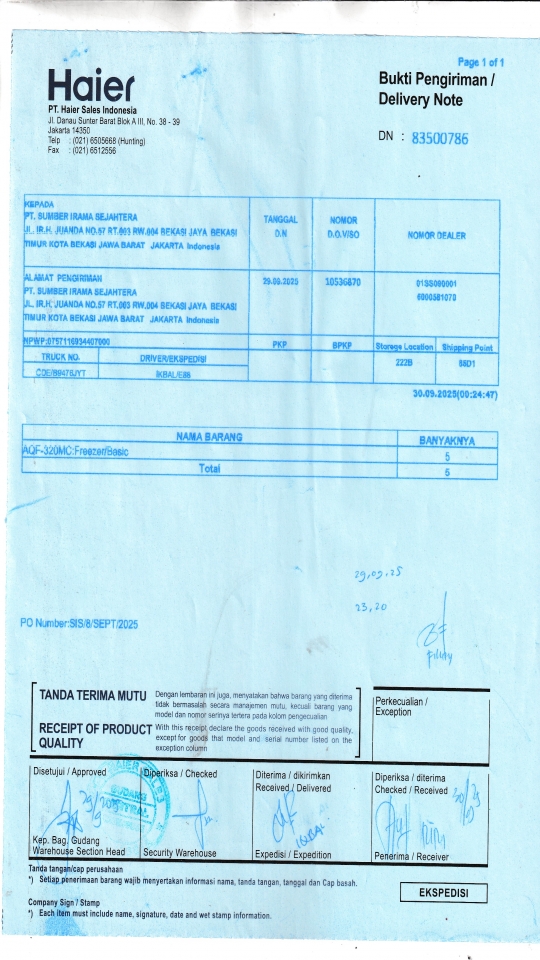 Page 1 of 1
Haier
Bukti Pengiriman /
Delivery Note
PT. Haier Sales Indonesia
Jl. Danau Sunter Barat Blok A III, No. 38 - 39
Jakarta 14350
Telp : (021) 6505668 (Hunting)
Fax : (021) 6512556
DN : 83500786
KEPADA
PT. SUMBER IRAMA SEJAHTERA
JL. IR.H. JUANDA NO.57 RT.003 RW.004 BEKASI JAYA BEKASI
TIMUR KOTA BEKASI JAWA BARAT JAKARTA Indonesia
TANGGAL
D.N
NOMOR
D.O.V/SO
NOMOR DEALER
ALAMAT PENGIRIMAN
PT. SUMBER IRAMA SEJAHTERA
JL. IR.H. JUANDA NO.57 RT.003 RW.004 BEKASI JAYA BEKASI
TIMUR KOTA BEKASI JAWA BARAT JAKARTA Indonesia
29.09.2025
10536870
NPWP:0757116934407000
PKP
BPKP
Storage Location
Shipping Point
TRUCK NO.
DRIVER/EKSPEDISI
222B
IKBAL/E88
30.09.2025(00:24:47)
NAMA BARANG
BANYAKNYA
AQF-320MC:Freezer/Basic
5
Total
5
29,09,25
23,20
PO Number:SIS/8/SEPT/2025
TANDA TERIMA MUTU
Dengan lembaran ini juga, menyatakan bahwa barang yang diterima
tidak bermasalah secara manajemen mutu, kecuali barang yang
model dan nomor serinya tertera pada kolom pengecualian
RECEIPT OF PRODUCT
QUALITY
With this receipt declare the goods received with good quality,
except for goods that model and serial number listed on the
exception column
Perkecualian /
Exception
Disetujui / Approved
Diperiksa / Checked
Diterima / dikirimkan
Received / Delivered
Diperiksa / diterima
Checked / Received
GUDANG
Kep. Bag. Gudang
Warehouse Section Head
Security Warehouse
Expedisi / Expedition
Penerima / Receiver
Tanda tangan/cap perusahaan
*) Setiap penerimaan barang wajib menyertakan informasi nama, tanda tangan, tanggal dan Cap basah.
EKSPEDISI
Company Sign / Stamp
*) Each item must include name, signature, date and wet stamp information.